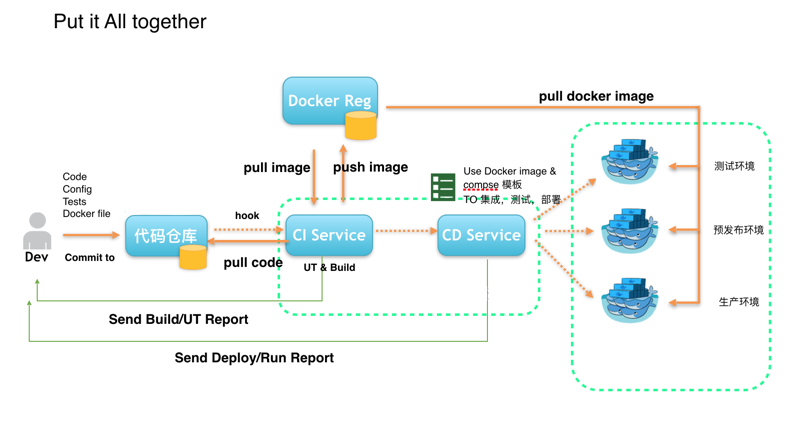 Put it All together
Docker Reg
pull docker image
pull image
push image
Use Docker image &
compse 模板
TO 集成，测试，部署
测试环境
Code
Config
Tests
Docker file
hook
代码仓库
CI Service
CD Service
预发布环境
Dev
Commit to
pull code
UT & Build
生产环境
Send Build/UT Report
Send Deploy/Run Report